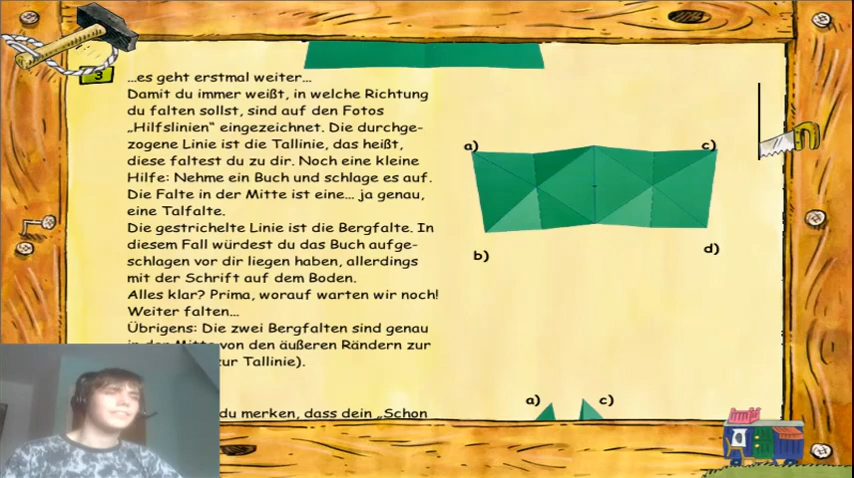 3
...es geht erstmal weiter...
Damit du immer weißt, in welche Richtung
du falten sollst, sind auf den Fotos
„Hilfslinien“ eingezeichnet. Die durchge-
zogene Linie ist die Tallinie, das heißt,
diese faltest du zu dir. Noch eine kleine
Hilfe: Nehme ein Buch und schlage es auf.
Die Falte in der Mitte ist eine... ja genau,
eine Talfalte.
Die gestrichelte Linie ist die Bergfalte. In
diesem Fall würdest du das Buch aufge-
schlagen vor dir liegen haben, allerdings
mit der Schrift auf dem Boden.
Alles klar? Prima, worauf warten wir noch!
Weiter falten...
Übrigens: Die zwei Bergfalten sind genau
in der Mitte von den äußeren Rändern zur
zur Tallinie).
du merken, dass dein „Schon
a)
c)
b)
d)
a)
c)